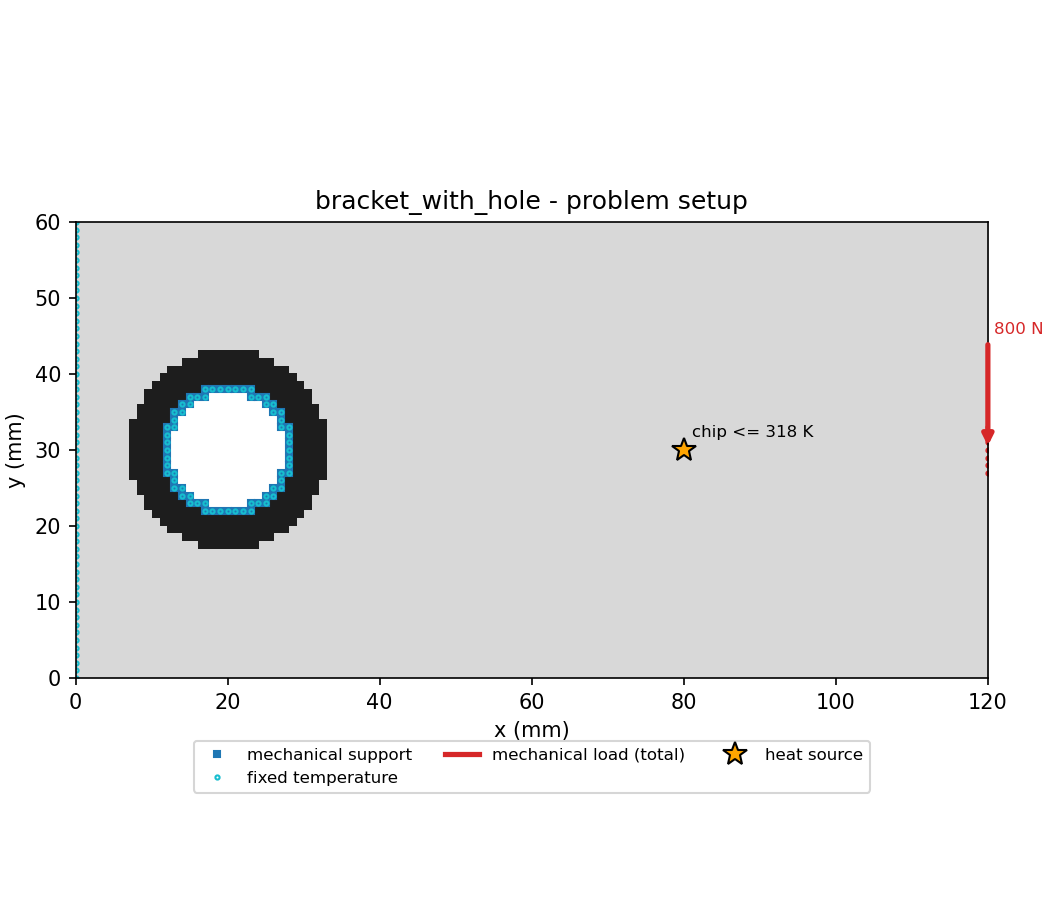 bracket_with_hole - problem setup
60
50
40
30
20
10
0
y (mm)
800 N
chip <= 318 K
0 20 40 60 80 100 120
x (mm)
mechanical support mechanical load (total) heat source
fixed temperature